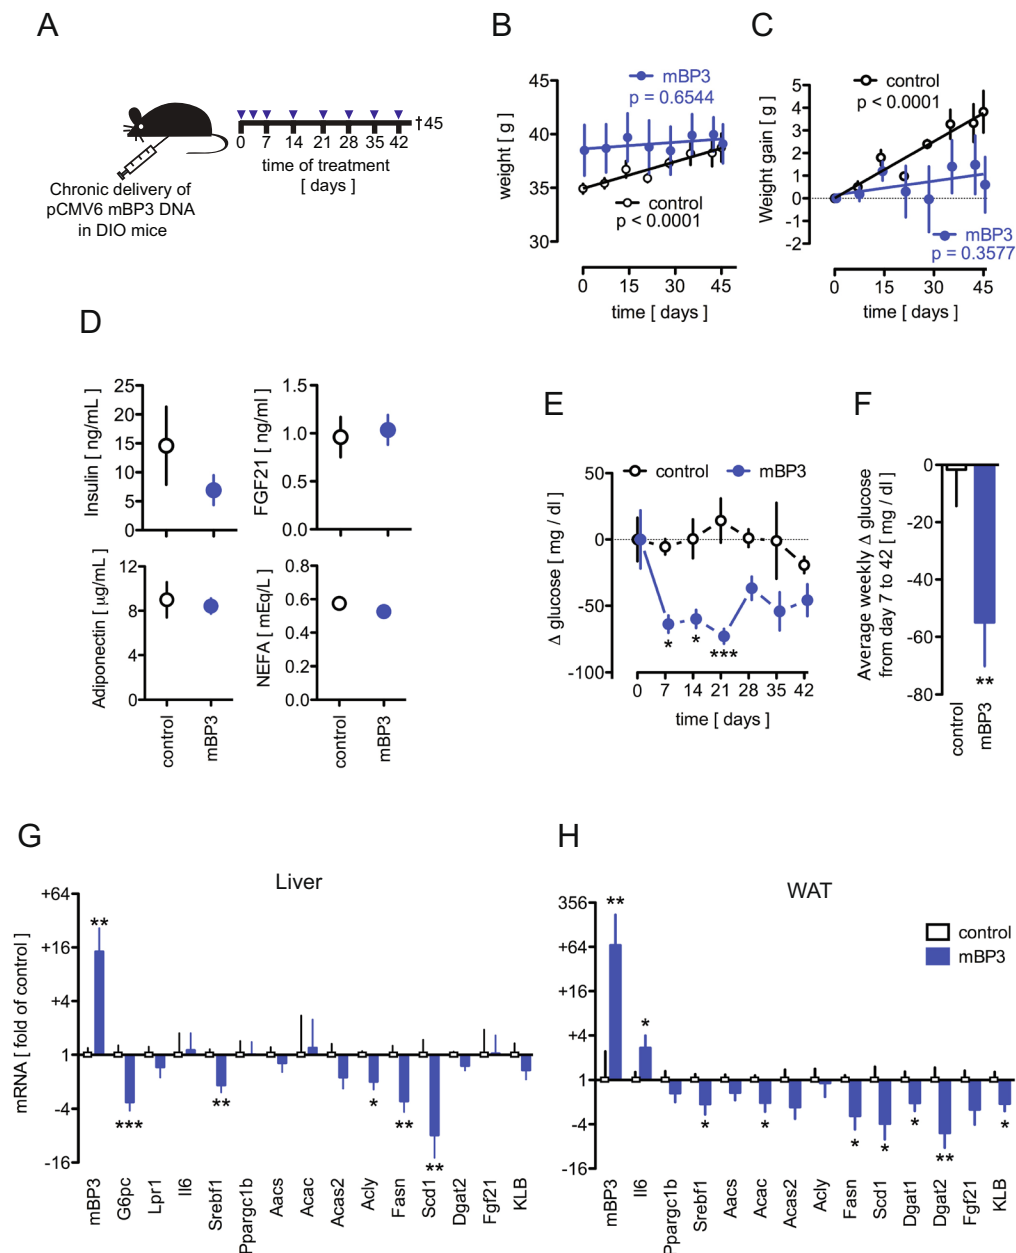 A
0 7 14 21 28 35 42 †45
time of treatment
[ days ]
Chronic delivery of
pCMV6 mBP3 DNA
in DIO mice
B
weight [ g ]
45
40
35
30
mBP3
p = 0.6544
control
p < 0.0001
0 15 30 45
time [ days ]
C
Weight gain [ g ]
5
4
3
2
1
0
-1
-2
control
p < 0.0001
mBP3
p = 0.3577
0 15 30 45
time [ days ]
D
Insulin [ ng/mL ]
25
20
15
10
5
0
FGF21 [ ng/ml ]
1.5
1.0
0.5
0.0
Adiponectin [ µg/mL ]
12
8
4
0
control
mBP3
NEFA [ mEq/L ]
0.8
0.6
0.4
0.2
0.0
control
mBP3
E
Δ glucose [ mg / dl ]
50
0
-50
-100
control mBP3
* * ***
0 7 14 21 28 35 42
time [ days ]
F
Average weekly Δ glucose
from day 7 to 42 [ mg / dl ]
0
-20
-40
-60
-80
**
control
mBP3
G
Liver
mRNA [ fold of control ]
+64
+16
+4
1
-4
-16
**
***
**
*
**
**
mBP3
G6pc
Lpr1
Il6
Srebf1
Ppargc1b
Aacs
Acac
Acas2
Acly
Fasn
Scd1
Dgat2
Fgf21
KLB
H
WAT
356
+64
+16
+4
1
-4
-16
control
mBP3
**
*
*
*
*
*
*
**
*
mBP3
Il6
Ppargc1b
Srebf1
Aacs
Acac
Acas2
Acly
Fasn
Scd1
Dgat1
Dgat2
Fgf21
KLB